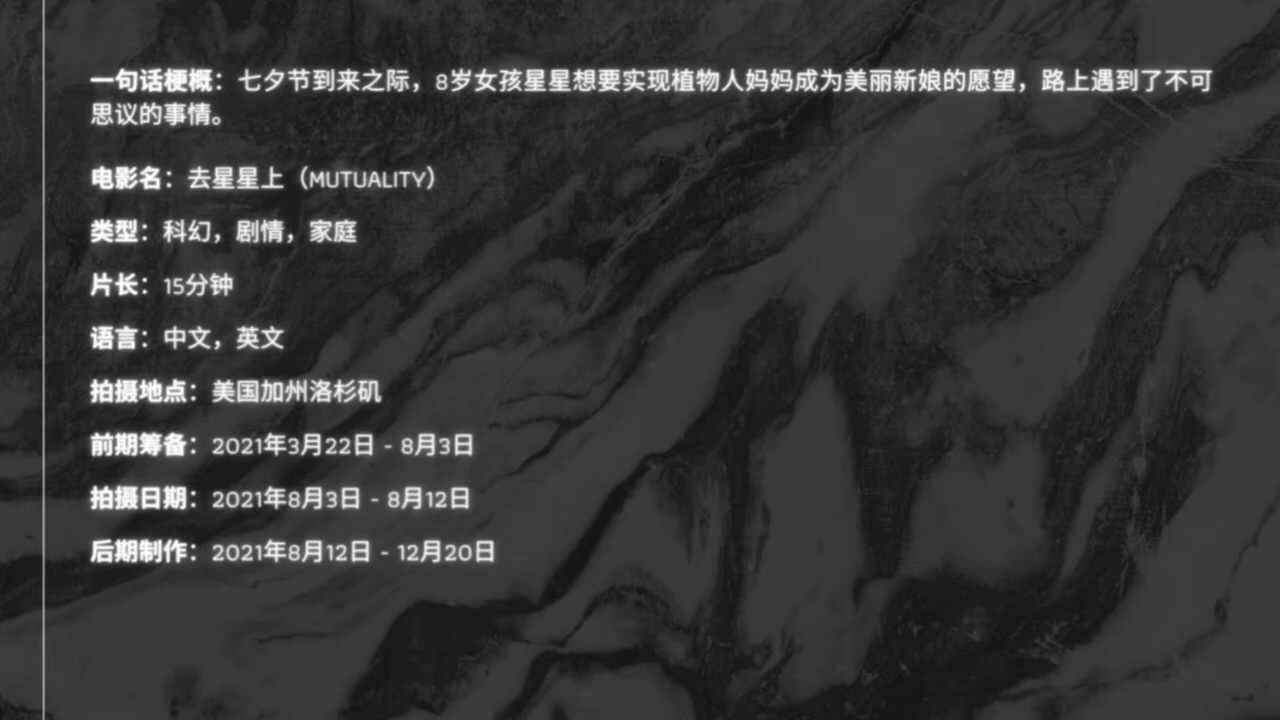 一句话梗概：七夕节到来之际，8岁女孩星星想要实现植物人妈妈成为美丽新娘的愿望，路上遇到了不可
思议的事情。
电影名：去星星上（MUTUALITY）
类型：科幻，剧情，家庭
片长：15分钟
语言：中文，英文
拍摄地点：美国加州洛杉矶
前期筹备：2021年3月22日 - 8月3日
拍摄日期：2021年8月3日 - 8月12日
后期制作：2021年8月12日 - 12月20日